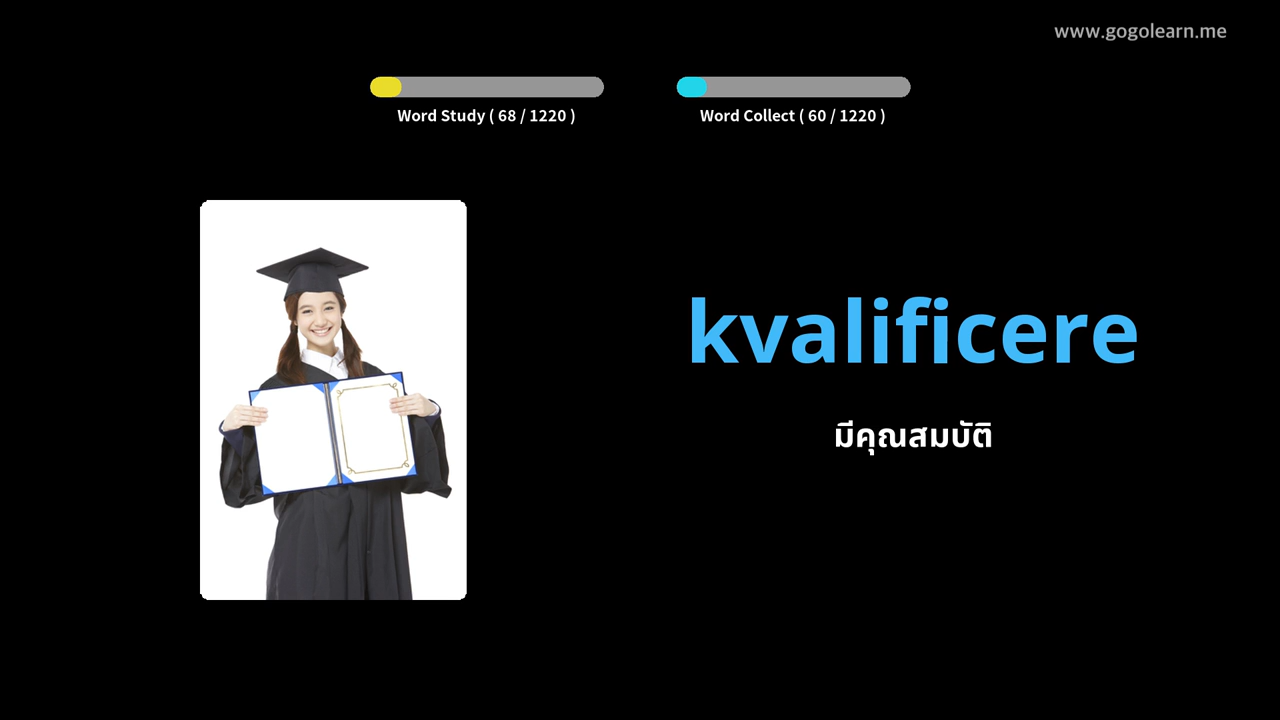 www.gogolearn.me
Word Study ( 68 / 1220 )
Word Collect ( 60 / 1220 )
kvalificere
มีคุณสมบัติ